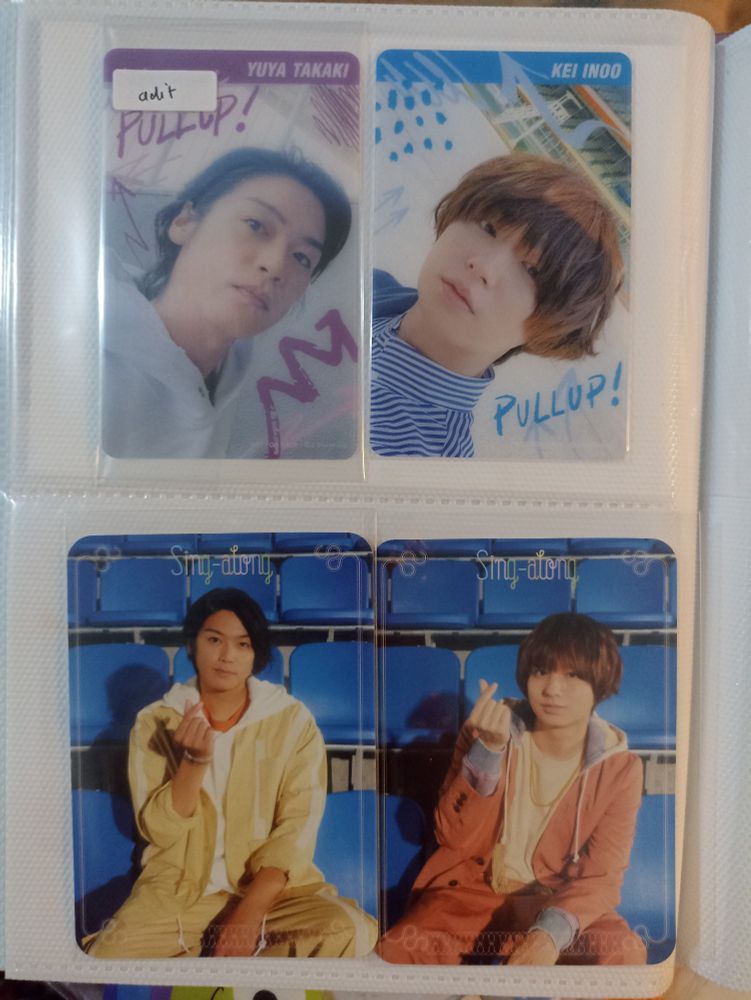 YUYA TAKAKI
adit
PULLUP!
KEI INOO
PULLUP!
Sing-along
Sing-along